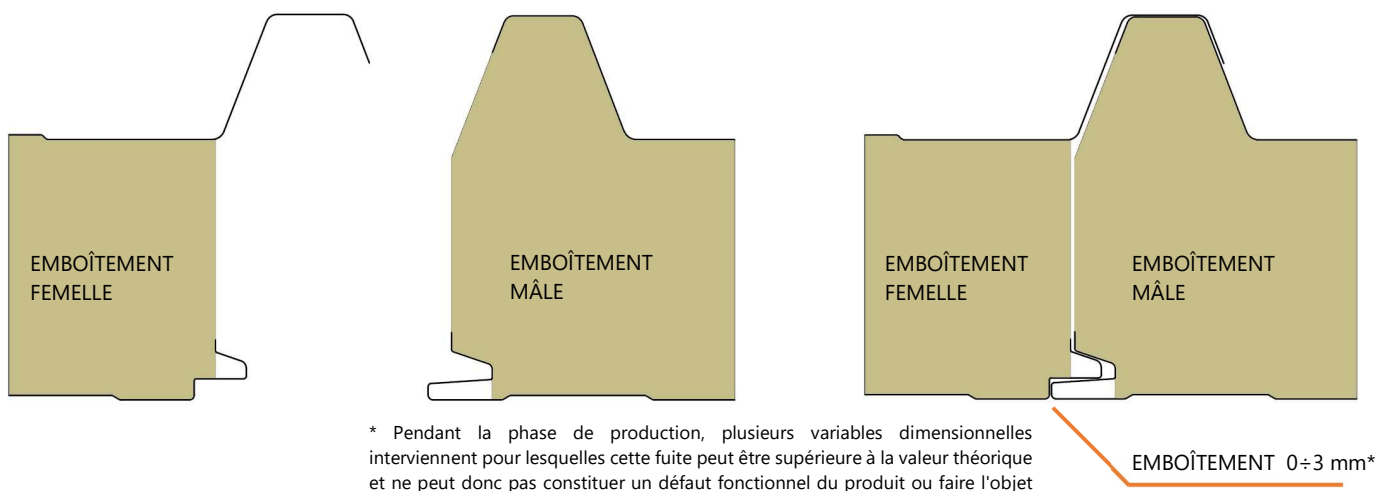 EMBOÎTEMENT
FEMELLE
EMBOÎTEMENT
MÂLE
EMBOÎTEMENT
FEMELLE
EMBOÎTEMENT
MÂLE
* Pendant la phase de production, plusieurs variables dimensionnelles
interviennent pour lesquelles cette fuite peut être supérieure à la valeur théorique
et ne peut donc pas constituer un défaut fonctionnel du produit ou faire l'objet
EMBOÎTEMENT 0÷3 mm*